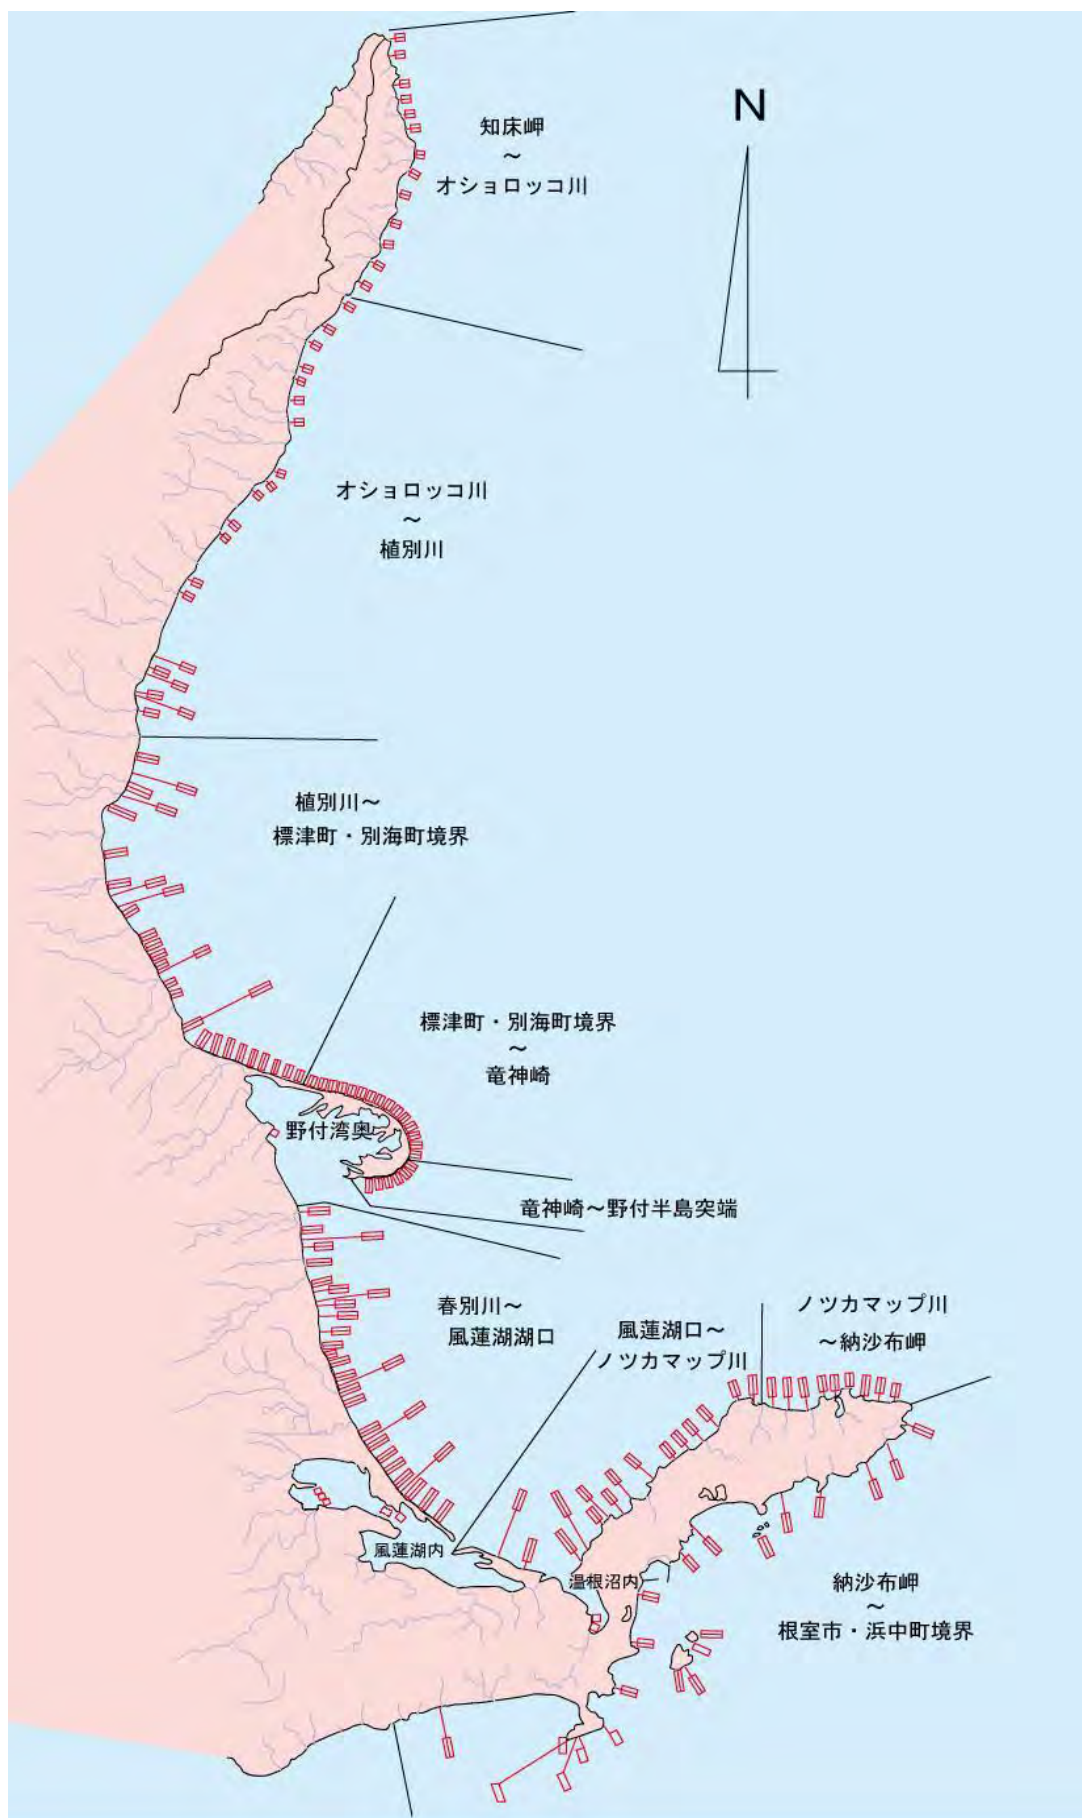 N
知床岬
～
オショロッコ川
オショロッコ川
～
植別川
植別川～
標津町・別海町境界
標津町・別海町境界
～
竜神崎
野付湾奥
竜神崎～野付半島突端
春別川～
風蓮湖湖口
風蓮湖口～
ノツカマップ川
ノツカマップ川
～納沙布岬
風蓮湖内
温根沼内
納沙布岬
～
根室市・浜中町境界